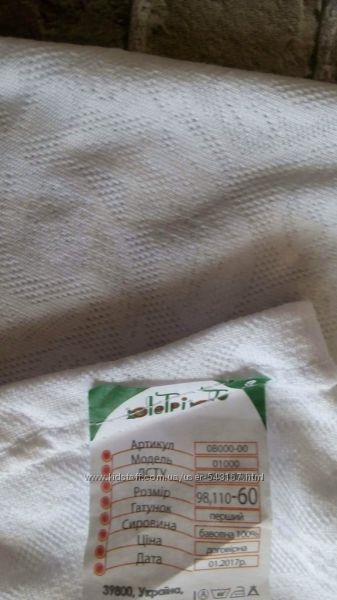 Артикул 0В000-00
Модель 01000
ДСТУ
Розмір 98,110-60
Гатунок перший
Сировина бавовна 100%
Ціна договірна
Дата 01.2017р.
39800, Україна,